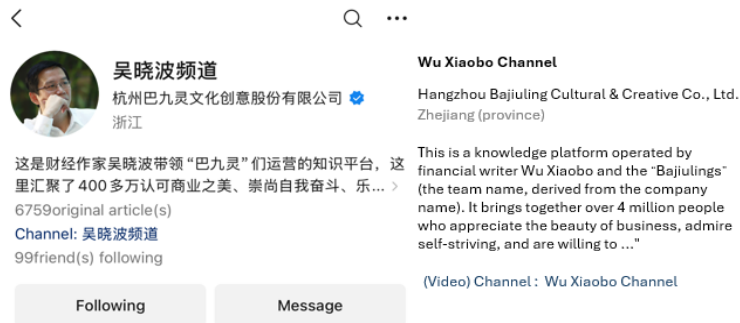 吴晓波频道
杭州巴九灵文化创意股份有限公司
浙江
这是财经作家吴晓波带领“巴九灵”们运营的知识平台，这
里汇聚了400多万认可商业之美、崇尚自我奋斗、乐...
6759original article(s)
Channel: 吴晓波频道
99friend(s) following
Following
Message
Wu Xiaobo Channel
Hangzhou Bajiuling Cultural & Creative Co., Ltd.
Zhejiang (province)
This is a knowledge platform operated by
financial writer Wu Xiaobo and the "Bajiulings"
(the team name, derived from the company
name). It brings together over 4 million people
who appreciate the beauty of business, admire
self-striving, and are willing to ..."
(Video) Channel : Wu Xiaobo Channel